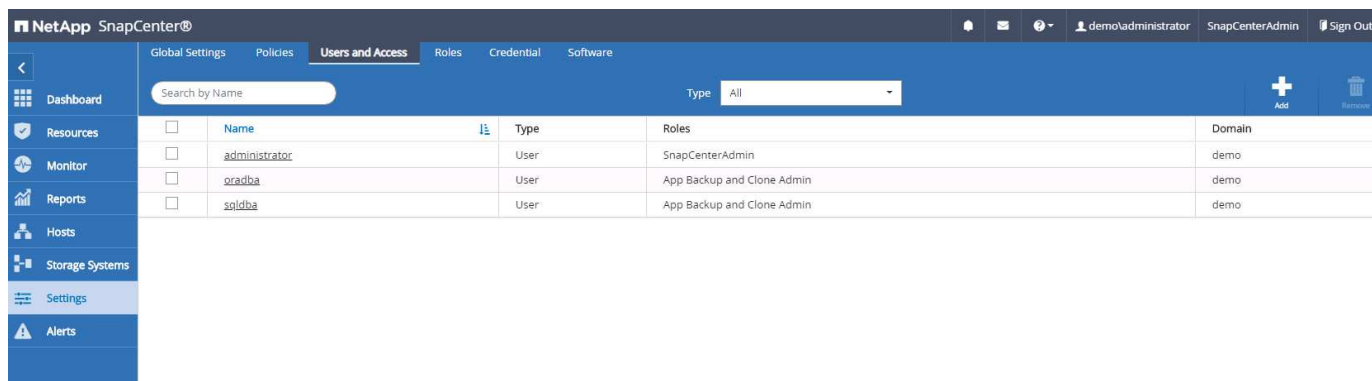 NetApp SnapCenter® demo\administrator SnapCenterAdmin Sign Out
Global Settings Policies Users and Access Roles Credential Software
Search by Name Type All Add Remove
Dashboard
Resources
Monitor
Reports
Hosts
Storage Systems
Settings
Alerts
Name Type Roles Domain
administrator User SnapCenterAdmin demo
oradba User App Backup and Clone Admin demo
sqldba User App Backup and Clone Admin demo